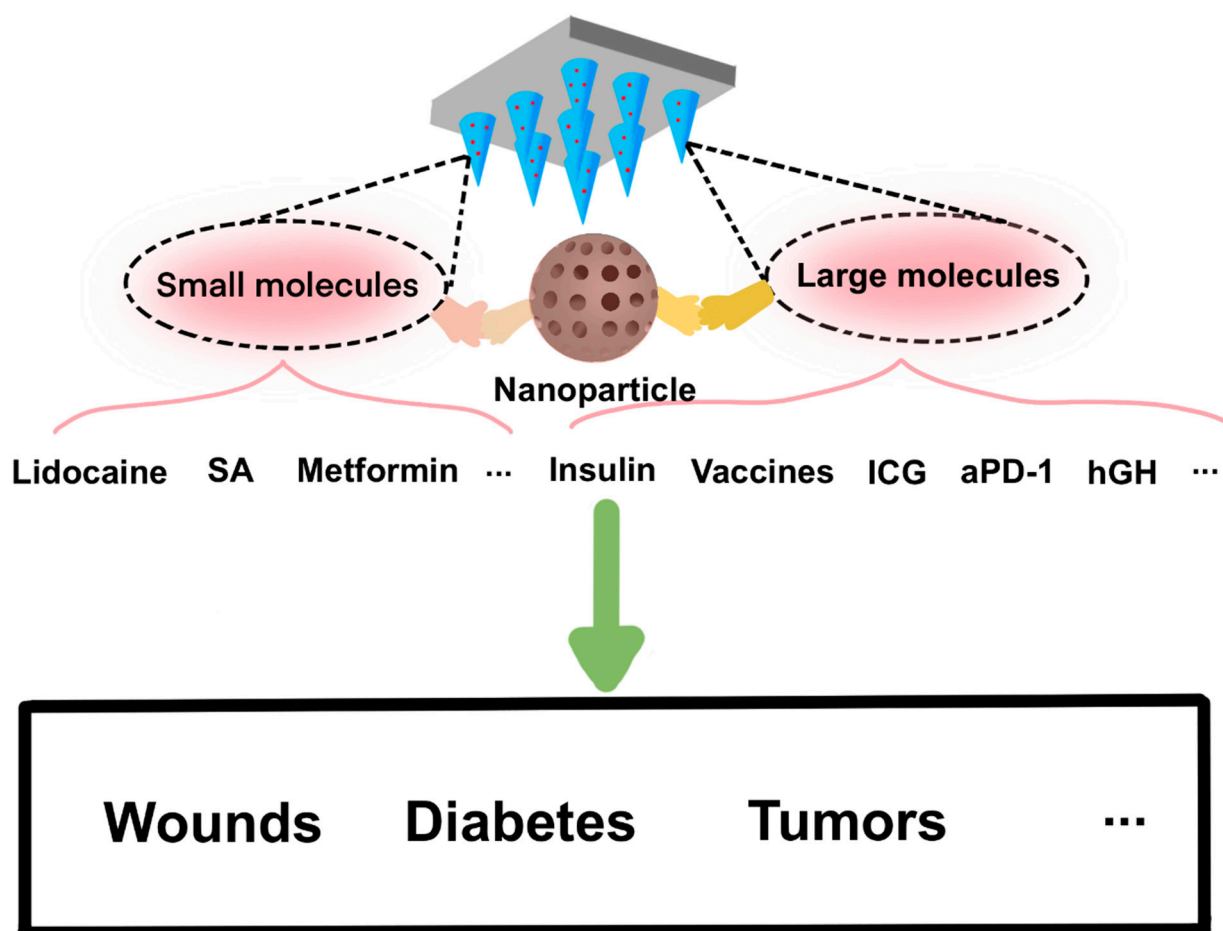 Small molecules
Large molecules
Nanoparticle
Lidocaine SA Metformin ... Insulin Vaccines ICG aPD-1 hGH ...
Wounds Diabetes Tumors ...